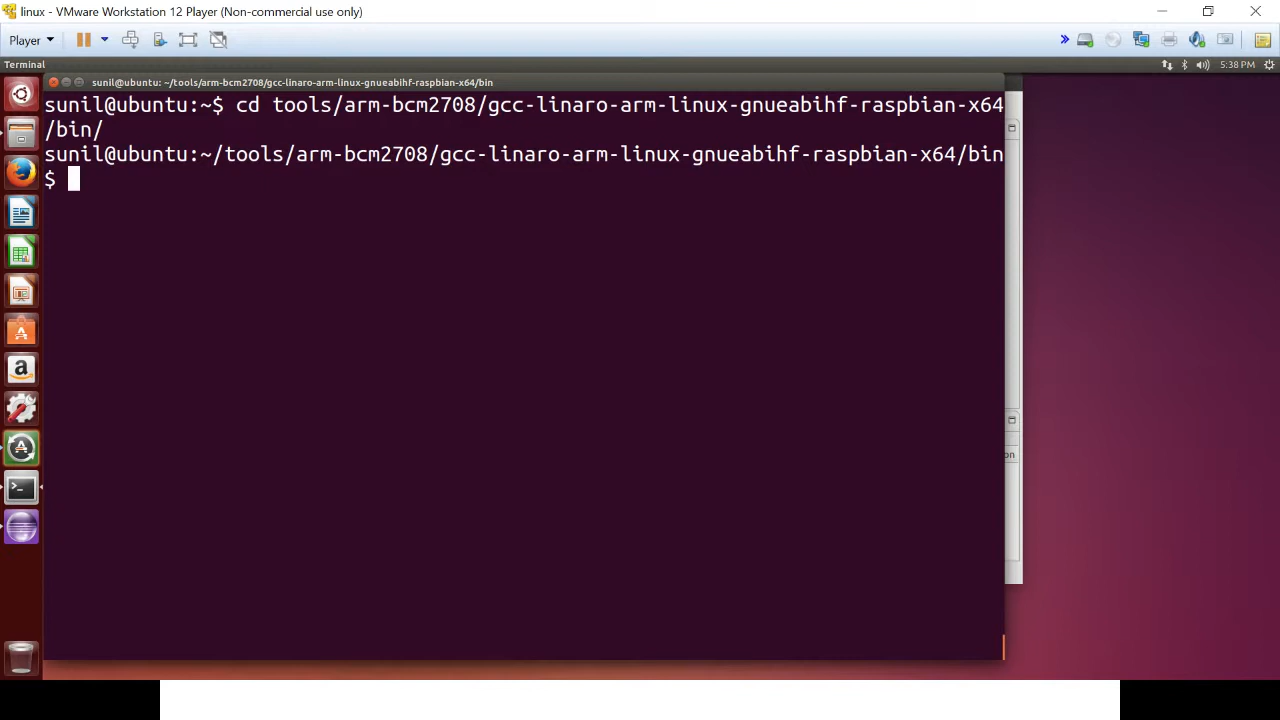 linux - VMware Workstation 12 Player (Non-commercial use only)
Player
Terminal
5:38 PM
sunil@ubuntu: ~/tools/arm-bcm2708/gcc-linaro-arm-linux-gnueabihf-raspbian-x64/bin
sunil@ubuntu:~$ cd tools/arm-bcm2708/gcc-linaro-arm-linux-gnueabihf-raspbian-x64
/bin/
sunil@ubuntu:~/tools/arm-bcm2708/gcc-linaro-arm-linux-gnueabihf-raspbian-x64/bin
$
on